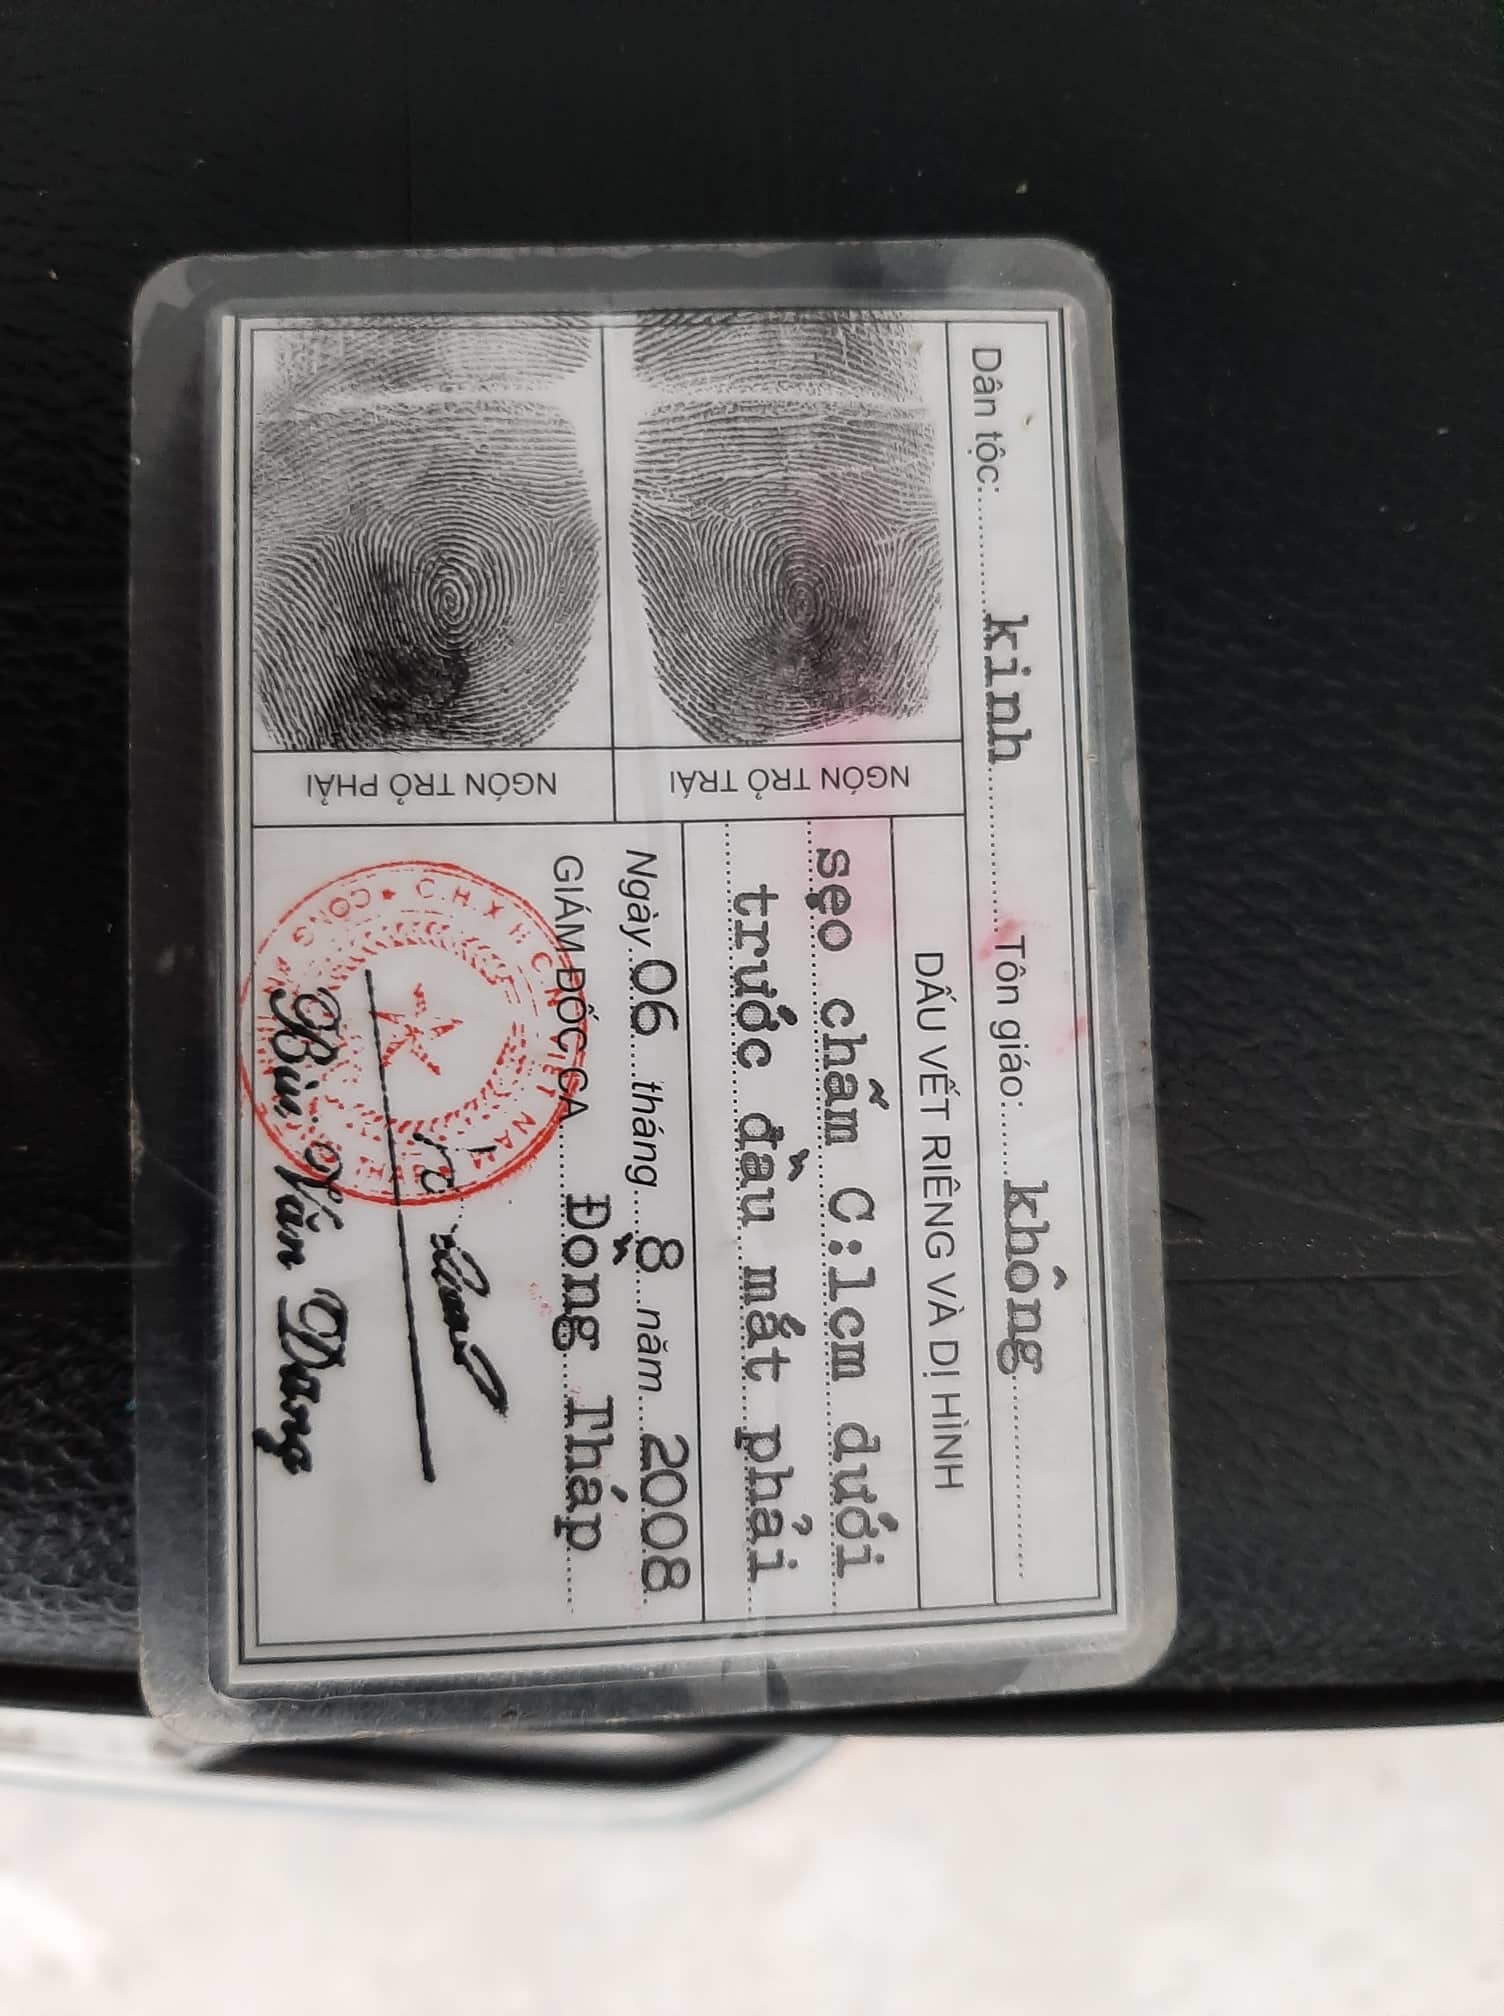 Dân tộc: kinh Tôn giáo: không
NGÓN TRỎ TRÁI
NGÓN TRỎ PHẢI
DẤU VẾT RIÊNG VÀ DỊ HÌNH
sẹo chấm C:1cm dưới
trước đầu mắt phải
Ngày 06 tháng 8 năm 2008
GIÁM ĐỐC CA Đồng Tháp
C.H.X.H.C.N VIỆT NAM
Bùi Văn Dang